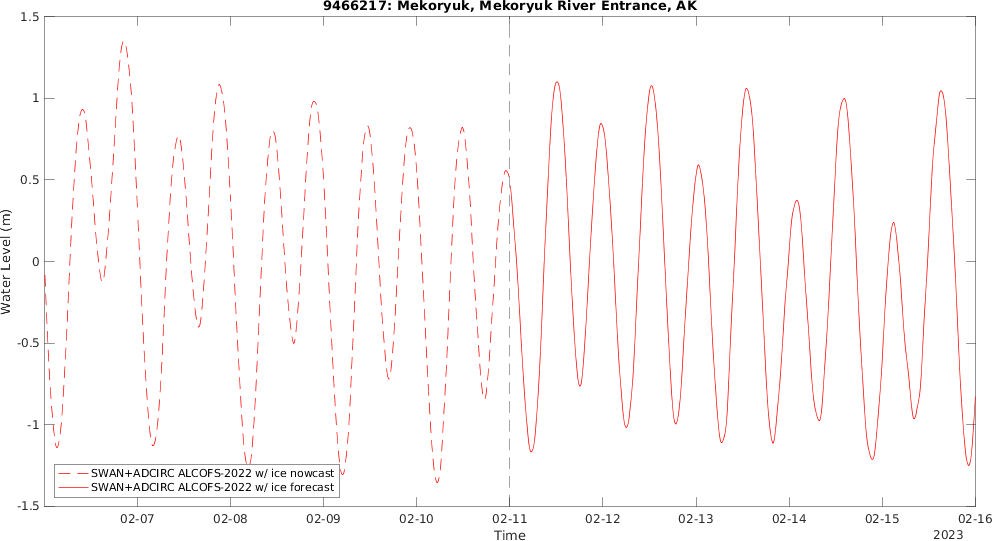 9466217: Mekoryuk, Mekoryuk River Entrance, AK
1.5
1
0.5
0
-0.5
-1
-1.5
Water Level (m)
SWAN+ADCIRC ALCOFS-2022 w/ ice nowcast
SWAN+ADCIRC ALCOFS-2022 w/ ice forecast
02-07 02-08 02-09 02-10 02-11 02-12 02-13 02-14 02-15 02-16
Time
2023